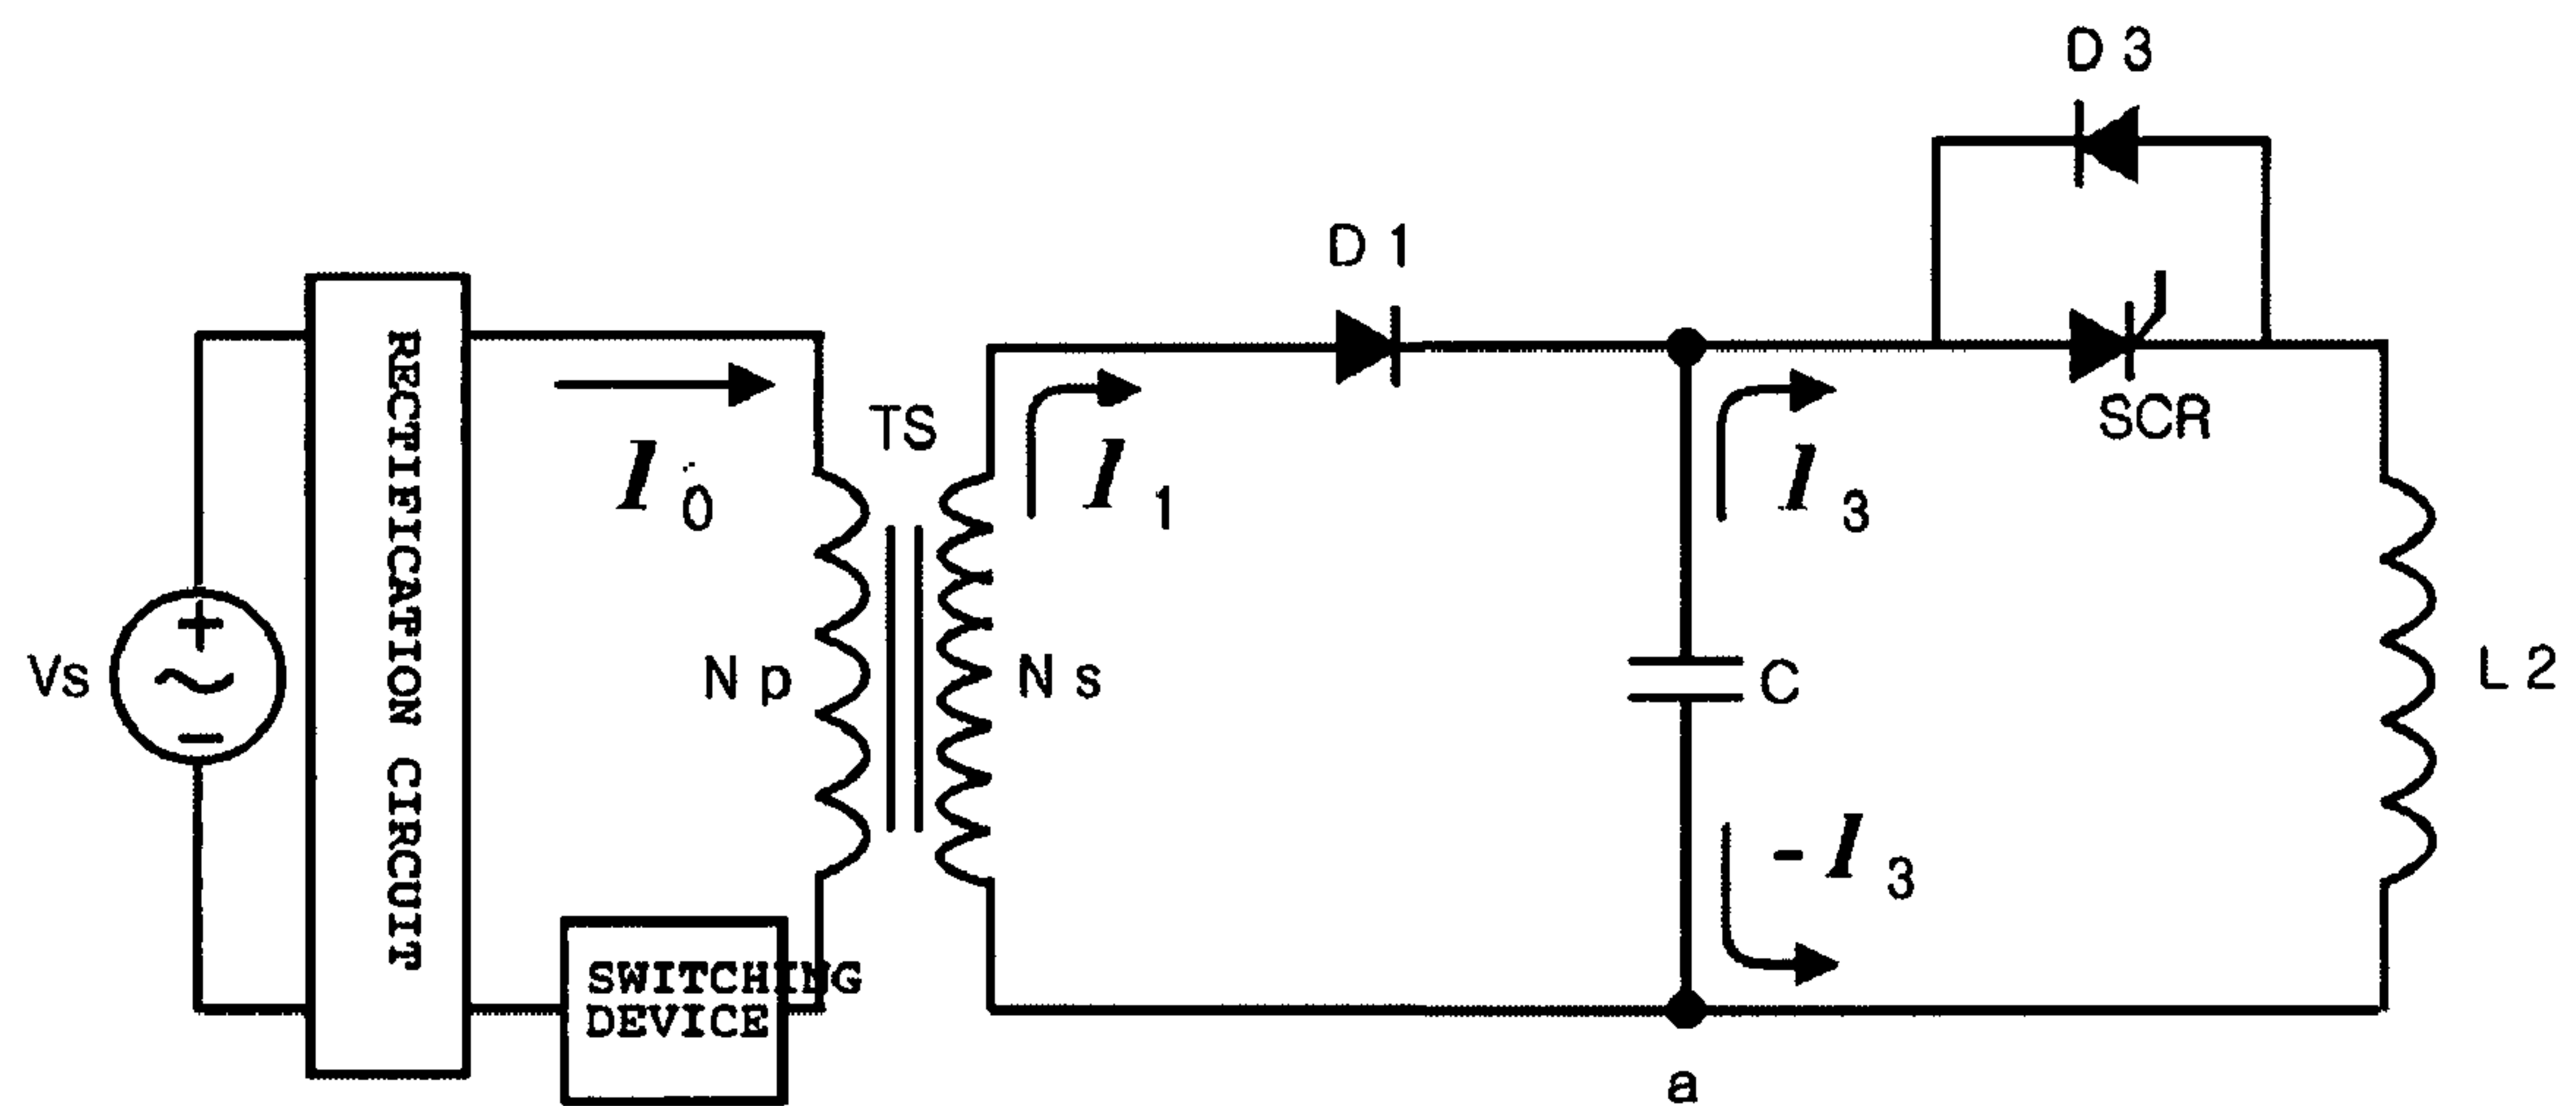 D 3
D 1
SCR
RECTIFICATION CIRCUIT
TS
I 0
I 1
I 3
Vs
+
~
−
N p
N s
C
L 2
- I 3
SWITCHING
DEVICE
a